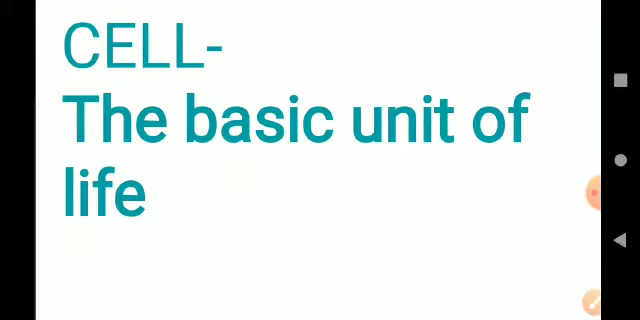 CELL-
The basic unit of
life